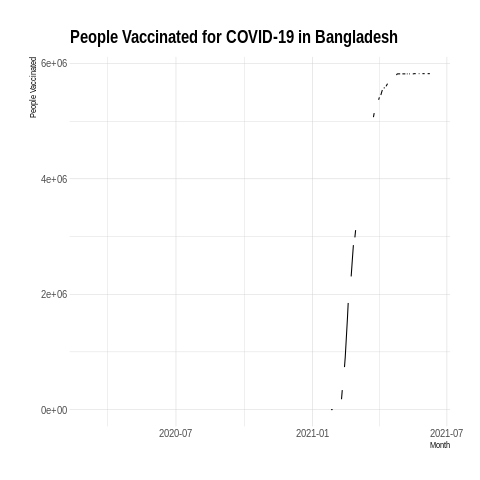 People Vaccinated for COVID-19 in Bangladesh
People Vaccinated
6e+06
4e+06
2e+06
0e+00
2020-07
2021-01
2021-07
Month